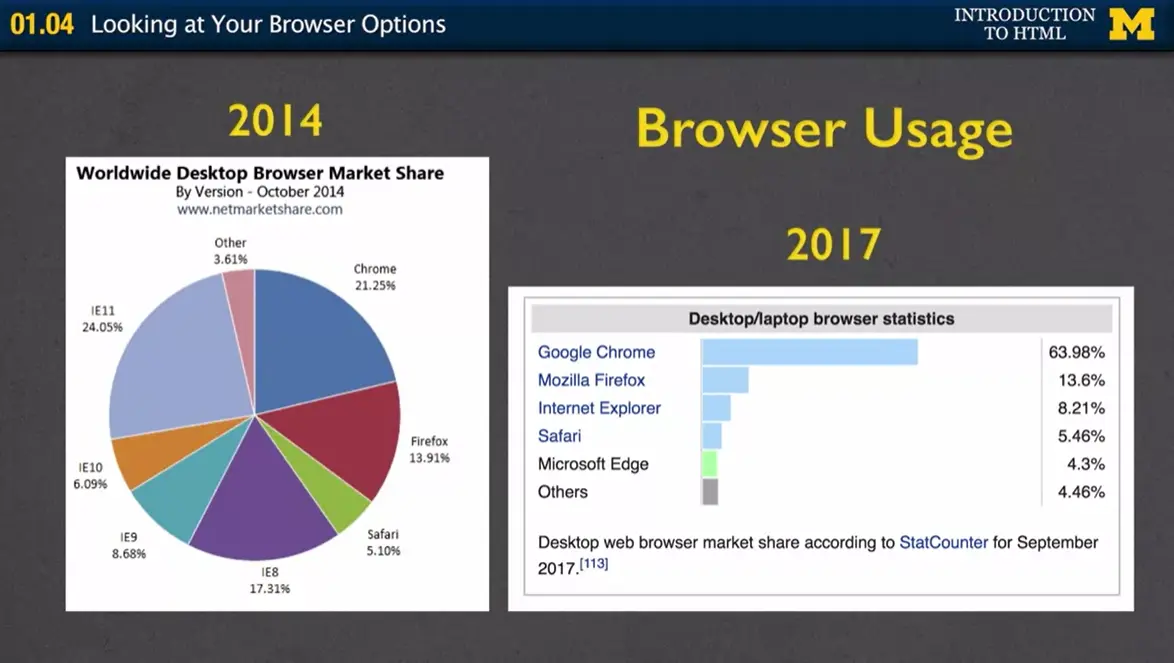 01.04 Looking at Your Browser Options
INTRODUCTION
TO HTML
M
2014
Worldwide Desktop Browser Market Share
By Version - October 2014
www.netmarketshare.com
Other
3.61%
Chrome
21.25%
IE11
24.05%
Firefox
13.91%
IE10
6.09%
Safari
5.10%
IE9
8.68%
IE8
17.31%
Browser Usage
2017
Desktop/laptop browser statistics
Google Chrome 63.98%
Mozilla Firefox 13.6%
Internet Explorer 8.21%
Safari 5.46%
Microsoft Edge 4.3%
Others 4.46%
Desktop web browser market share according to StatCounter for September
2017.[113]